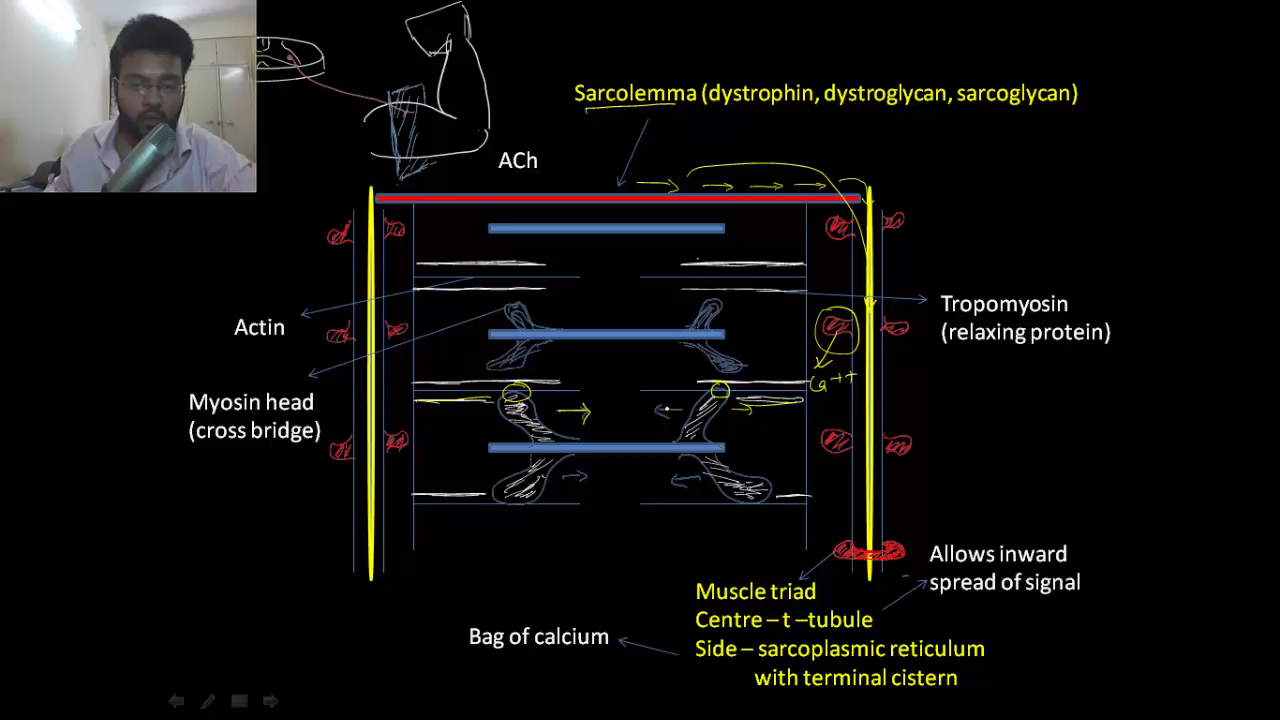 Sarcolemma (dystrophin, dystroglycan, sarcoglycan)
ACh
Tropomyosin
(relaxing protein)
Actin
Ca++
Myosin head
(cross bridge)
Allows inward
spread of signal
Muscle triad
Centre – t –tubule
Side – sarcoplasmic reticulum
with terminal cistern
Bag of calcium